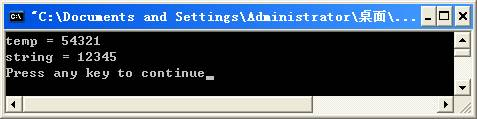 "C:\Documents and Settings\Administrator\桌面\...
temp = 54321
string = 12345
Press any key to continue